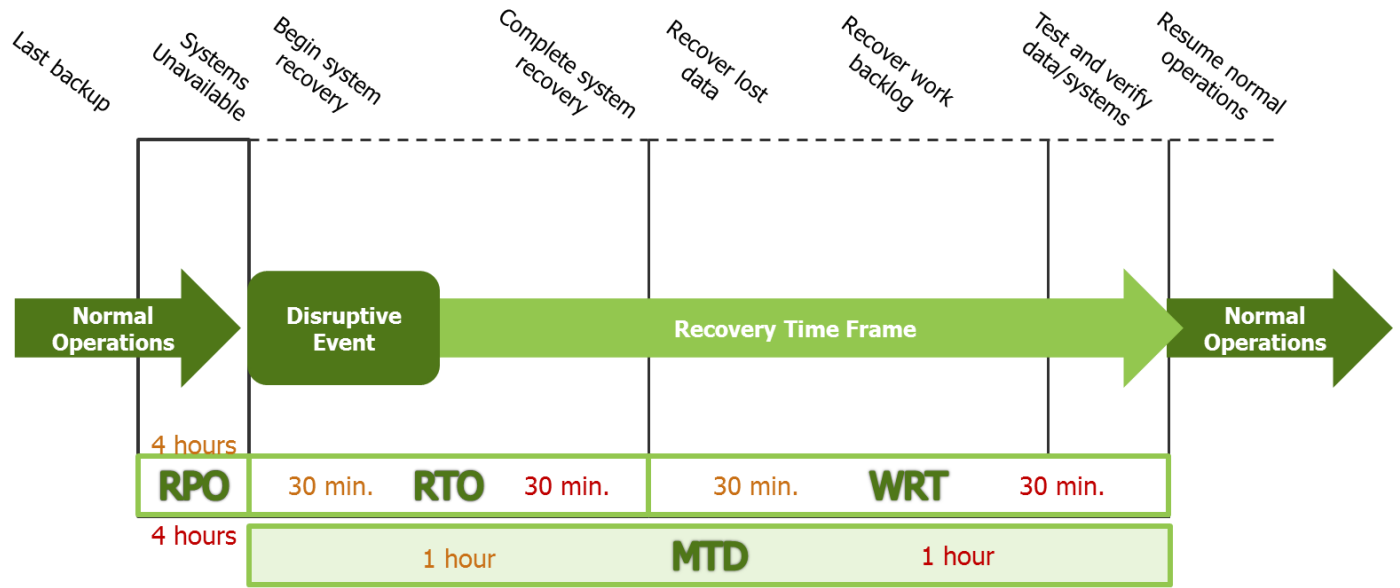 Last backup
Systems
Unavailable
Begin system
recovery
Complete system
recovery
Recover lost
data
Recover work
backlog
Test and verify
data/systems
Resume normal
operations
Normal
Operations
Disruptive
Event
Recovery Time Frame
Normal
Operations
4 hours
RPO
30 min.
RTO
30 min.
30 min.
WRT
30 min.
4 hours
1 hour
MTD
1 hour